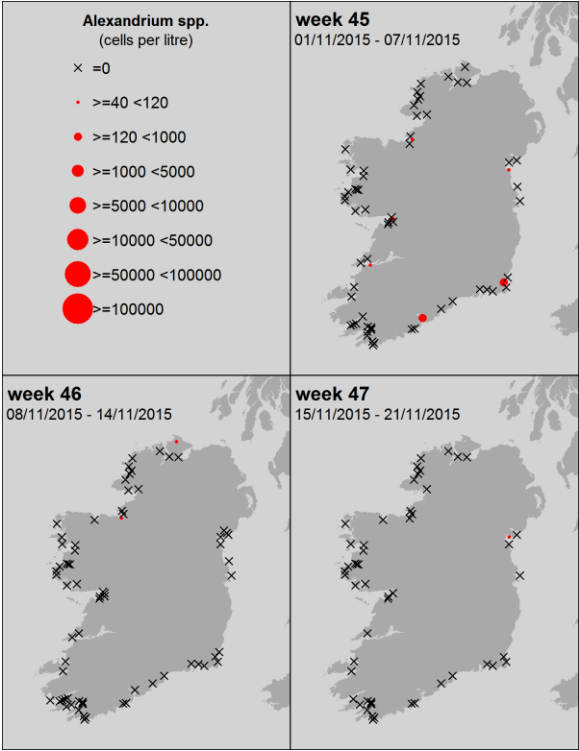 Alexandrium spp.
(cells per litre)
=0
>=40 <120
>=120 <1000
>=1000 <5000
>=5000 <10000
>=10000 <50000
>=50000 <100000
>=100000
week 45
01/11/2015 - 07/11/2015
week 46
08/11/2015 - 14/11/2015
week 47
15/11/2015 - 21/11/2015